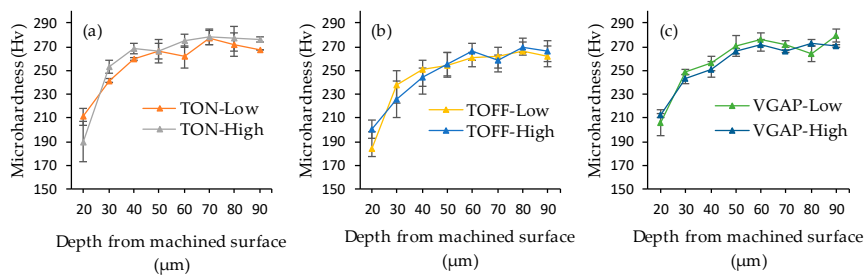 (a)
Microhardness (Hv)
290
270
250
230
210
190
170
150
TON-Low
TON-High
20 30 40 50 60 70 80 90
Depth from machined surface
(µm)
(b)
Microhardness (Hv)
290
270
250
230
210
190
170
150
TOFF-Low
TOFF-High
20 30 40 50 60 70 80 90
Depth from machined surface
(µm)
(c)
Microhardness (Hv)
290
270
250
230
210
190
170
150
VGAP-Low
VGAP-High
20 30 40 50 60 70 80 90
Depth from machined surface
(µm)